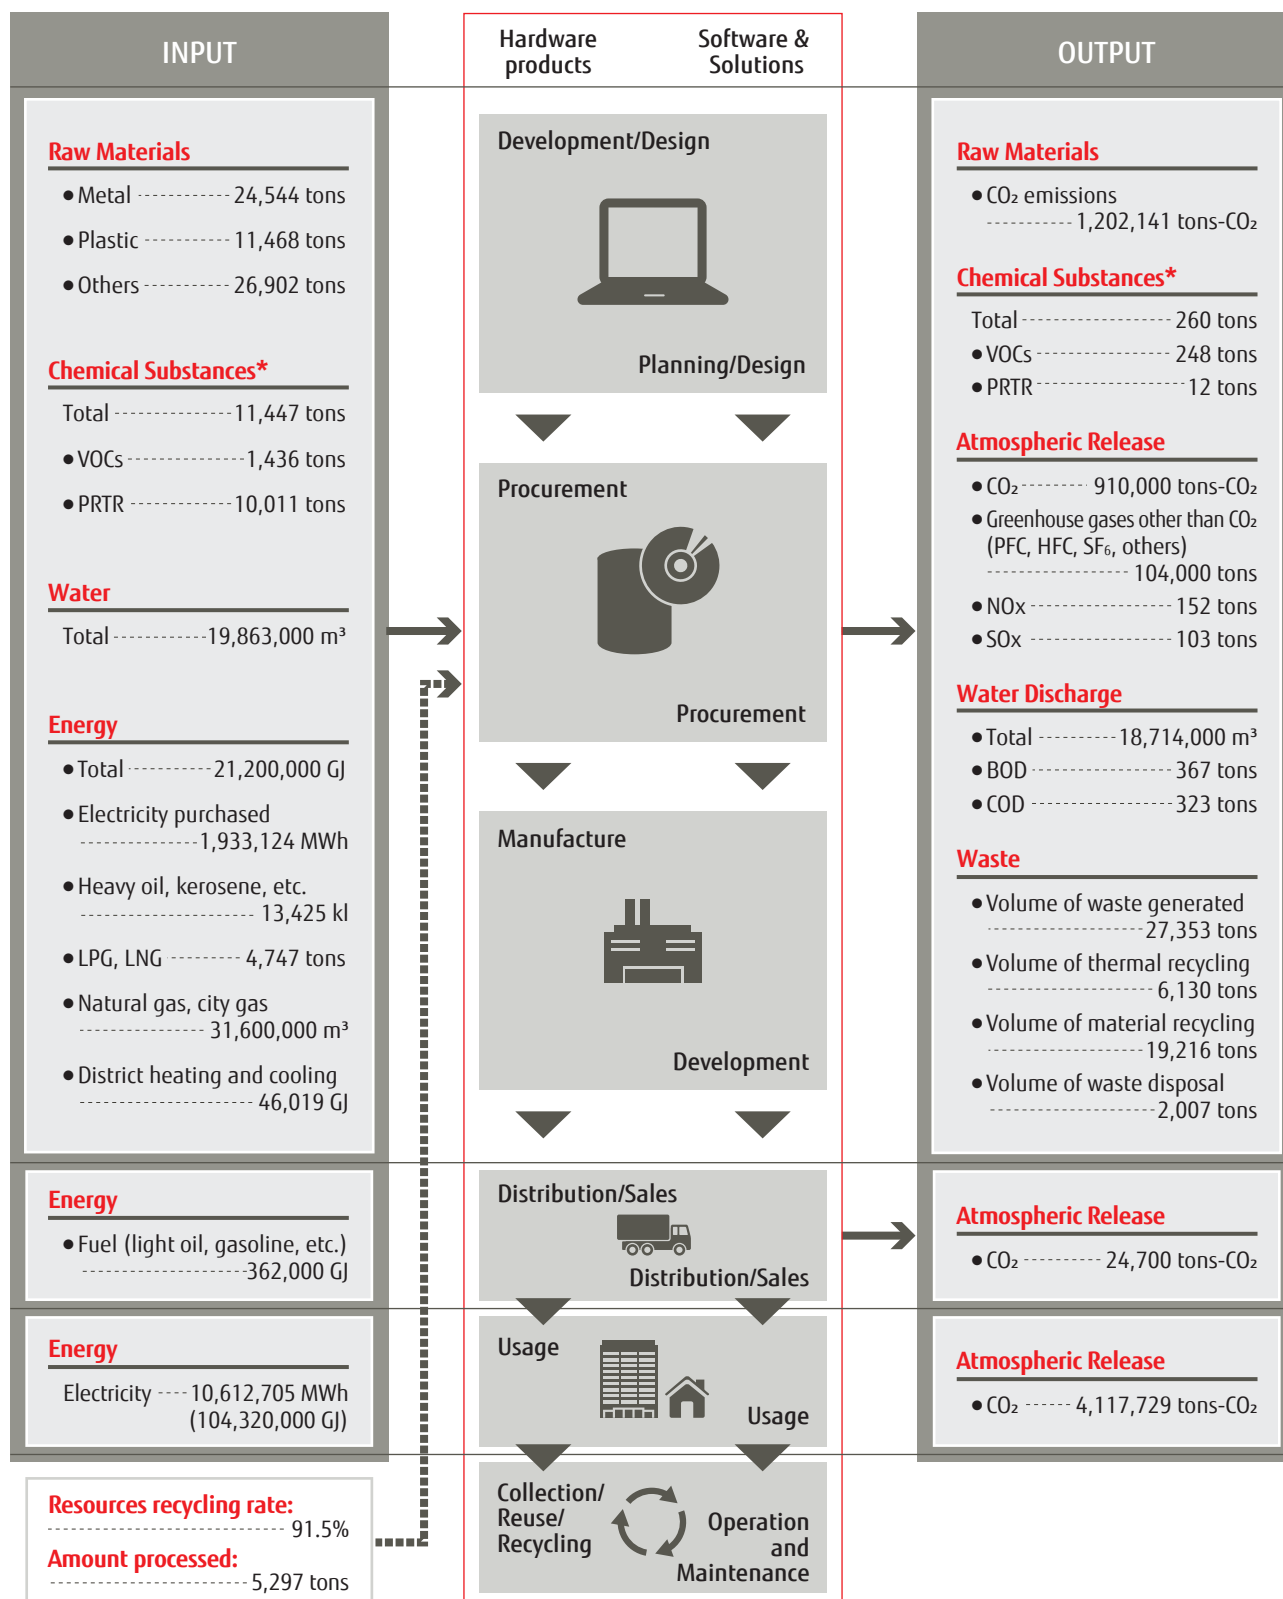 INPUT
Raw Materials
●Metal 24,544 tons
●Plastic 11,468 tons
●Others 26,902 tons
Chemical Substances*
Total 11,447 tons
●VOCs 1,436 tons
●PRTR 10,011 tons
Water
Total 19,863,000 m³
Energy
●Total 21,200,000 GJ
●Electricity purchased
1,933,124 MWh
●Heavy oil, kerosene, etc.
13,425 kl
●LPG, LNG 4,747 tons
●Natural gas, city gas
31,600,000 m³
●District heating and cooling
46,019 GJ
Energy
●Fuel (light oil, gasoline, etc.)
362,000 GJ
Energy
Electricity 10,612,705 MWh
(104,320,000 GJ)
Resources recycling rate:
91.5%
Amount processed:
5,297 tons
Hardware
products
Software &
Solutions
Development/Design
Planning/Design
Procurement
Procurement
Manufacture
Development
Distribution/Sales
Distribution/Sales
Usage
Usage
Collection/
Reuse/
Recycling
Operation
and
Maintenance
OUTPUT
Raw Materials
●CO₂ emissions
1,202,141 tons-CO₂
Chemical Substances*
Total 260 tons
●VOCs 248 tons
●PRTR 12 tons
Atmospheric Release
●CO₂ 910,000 tons-CO₂
●Greenhouse gases other than CO₂
(PFC, HFC, SF₆, others)
104,000 tons
●NOx 152 tons
●SOx 103 tons
Water Discharge
●Total 18,714,000 m³
●BOD 367 tons
●COD 323 tons
Waste
●Volume of waste generated
27,353 tons
●Volume of thermal recycling
6,130 tons
●Volume of material recycling
19,216 tons
●Volume of waste disposal
2,007 tons
Atmospheric Release
●CO₂ 24,700 tons-CO₂
Atmospheric Release
●CO₂ 4,117,729 tons-CO₂